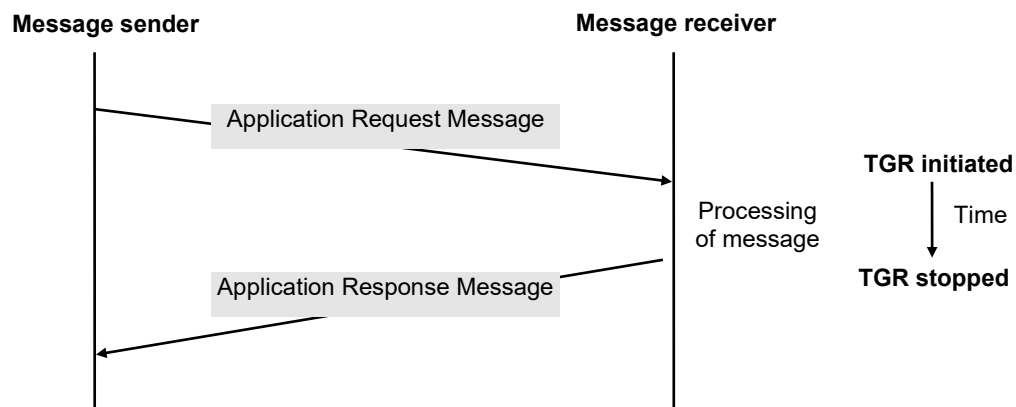 Message sender
Message receiver
Application Request Message
TGR initiated
Processing
of message
Time
Application Response Message
TGR stopped